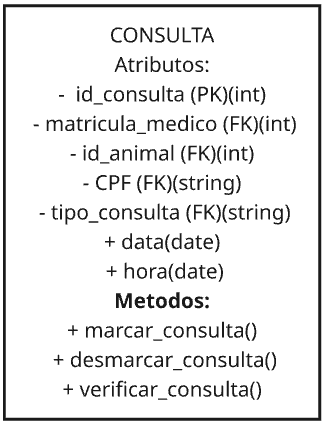 CONSULTA
Atributos:
- id_consulta (PK)(int)
- matricula_medico (FK)(int)
- id_animal (FK)(int)
- CPF (FK)(string)
- tipo_consulta (FK)(string)
+ data(date)
+ hora(date)
Metodos:
+ marcar_consulta()
+ desmarcar_consulta()
+ verificar_consulta()